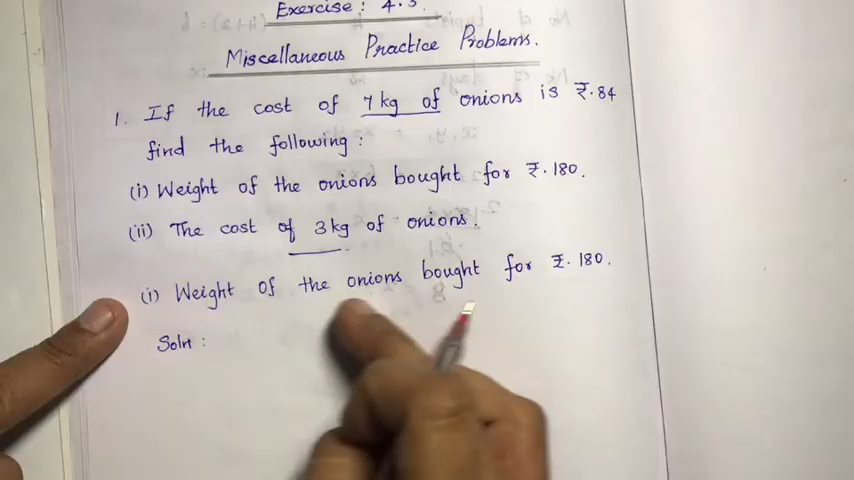 Exercise: 4.3
Miscellaneous Practice Problems.
1. If the cost of 7 kg of onions is ₹.84
find the following:
(i) Weight of the onions bought for ₹.180.
(ii) The cost of 3 kg of onions.
(i) Weight of the onions bought for ₹.180.
Soln: